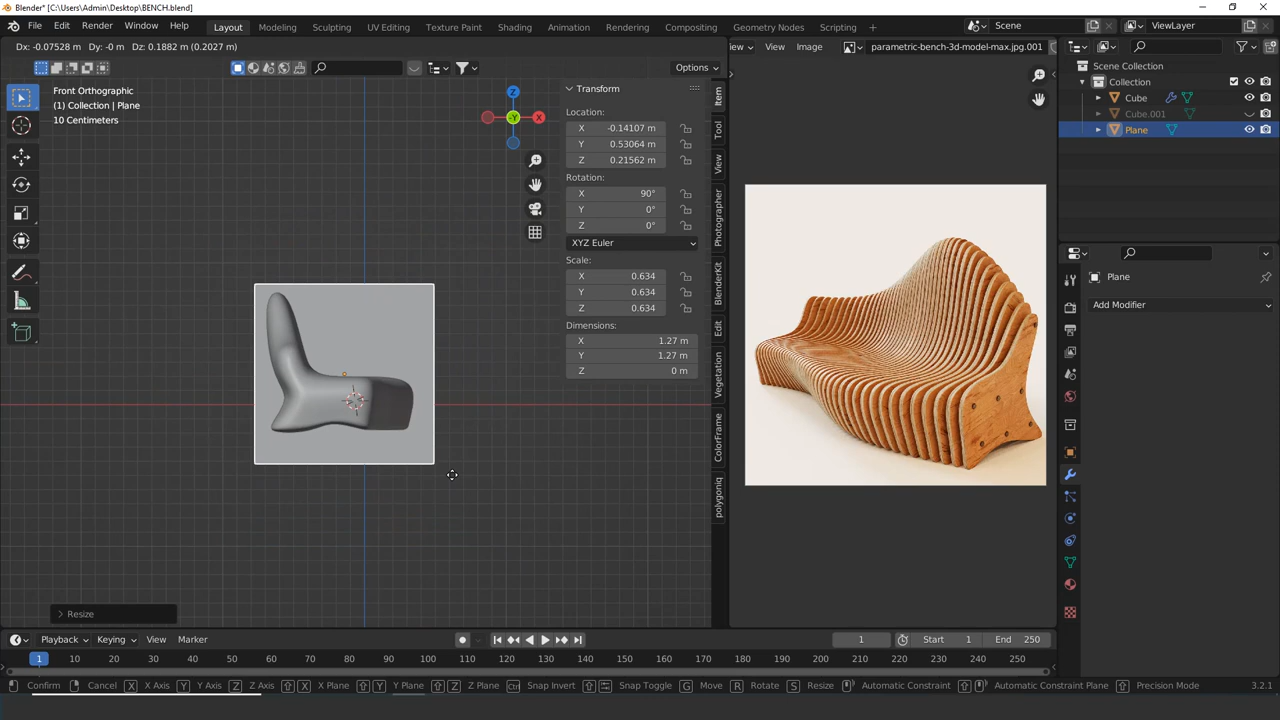 Blender* [C:\Users\Admin\Desktop\BENCH.blend]
File Edit Render Window Help Layout Modeling Sculpting UV Editing Texture Paint Shading Animation Rendering Compositing Geometry Nodes Scripting Scene ViewLayer
Dx: -0.07528 m Dy: -0 m Dz: 0.1882 m (0.2027 m)
View Image parametric-bench-3d-model-max.jpg.001
Options
Front Orthographic
(1) Collection | Plane
10 Centimeters
Z
X
-Y
Transform
Location:
X -0.14107 m
Y 0.53064 m
Z 0.21562 m
Rotation:
X 90°
Y 0°
Z 0°
XYZ Euler
Scale:
X 0.634
Y 0.634
Z 0.634
Dimensions:
X 1.27 m
Y 1.27 m
Z 0 m
Item
Tool
View
Photographer
BlenderKit
Edit
Vegetation
ColorFrame
polygoniq
Scene Collection
Collection
Cube
Cube.001
Plane
Plane
Add Modifier
Resize
Playback Keying View Marker 1 Start 1 End 250
1 10 20 30 40 50 60 70 80 90 100 110 120 130 140 150 160 170 180 190 200 210 220 230 240 250
Confirm Cancel X X Axis Y Y Axis Z Z Axis X X Plane Y Y Plane Z Z Plane Ctrl Snap Invert Snap Toggle G Move R Rotate S Resize Automatic Constraint Automatic Constraint Plane Precision Mode 3.2.1